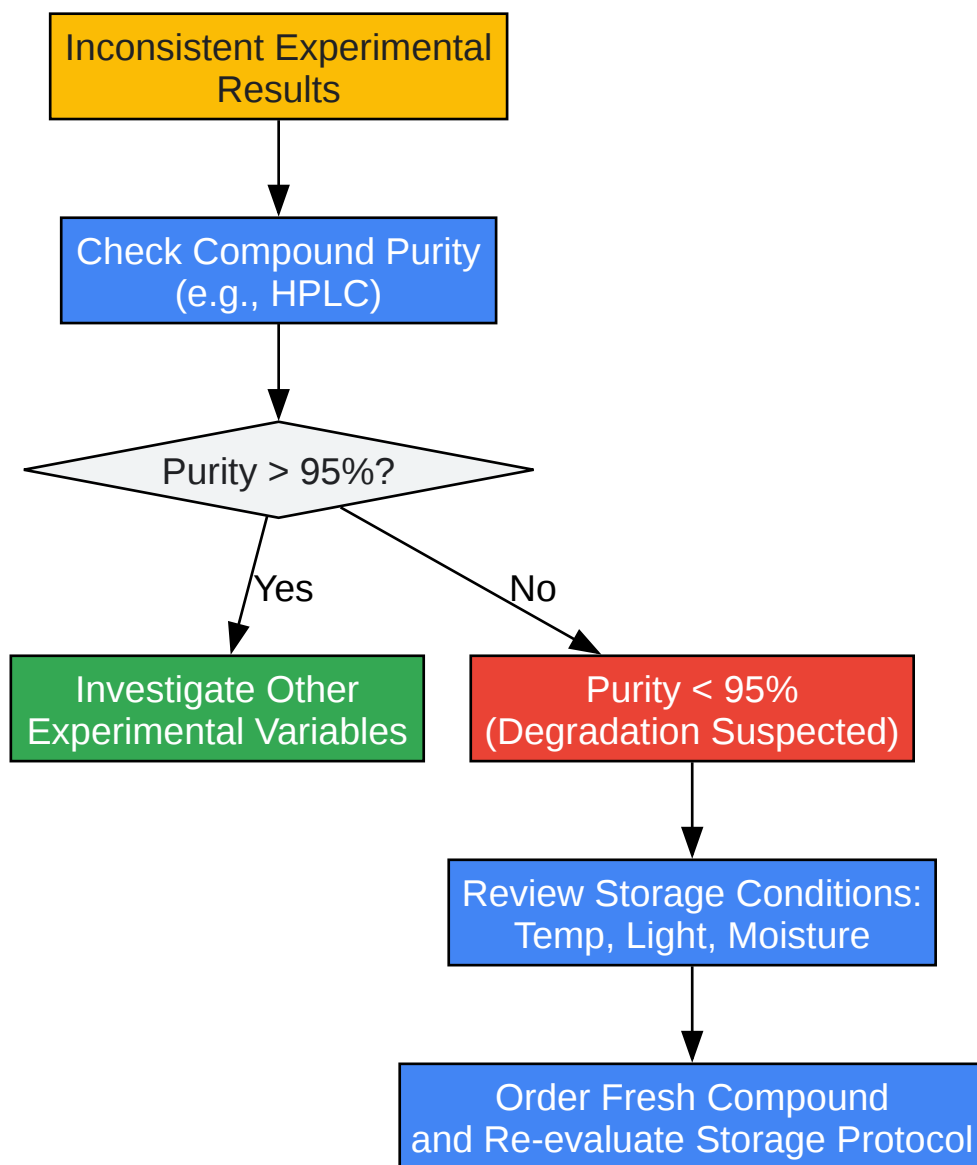 Inconsistent Experimental
Results
Check Compound Purity
(e.g., HPLC)
Purity > 95%?
Yes
No
Investigate Other
Experimental Variables
Purity < 95%
(Degradation Suspected)
Review Storage Conditions:
Temp, Light, Moisture
Order Fresh Compound
and Re-evaluate Storage Protocol